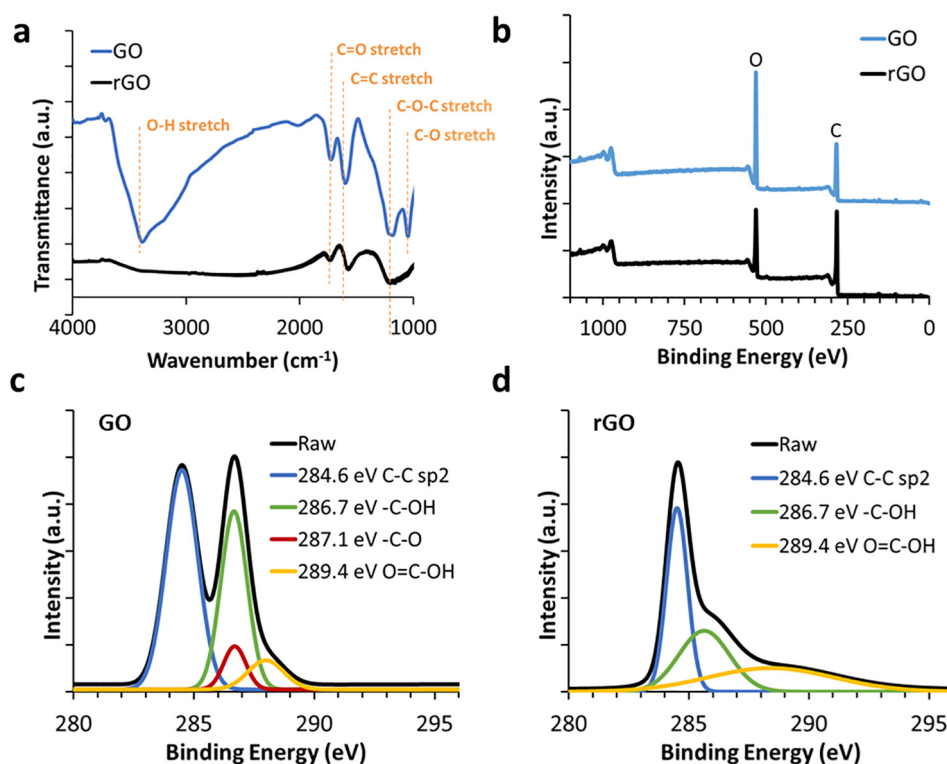 a
GO
rGO
O-H stretch
C=O stretch
C=C stretch
C-O-C stretch
C-O stretch
Transmittance (a.u.)
4000 3000 2000 1000
Wavenumber (cm⁻¹)
b
GO
rGO
O
C
Intensity (a.u.)
1000 750 500 250 0
Binding Energy (eV)
c
GO
Raw
284.6 eV C-C sp2
286.7 eV -C-OH
287.1 eV -C-O
289.4 eV O=C-OH
Intensity (a.u.)
280 285 290 295
Binding Energy (eV)
d
rGO
Raw
284.6 eV C-C sp2
286.7 eV -C-OH
289.4 eV O=C-OH
Intensity (a.u.)
280 285 290 295
Binding Energy (eV)